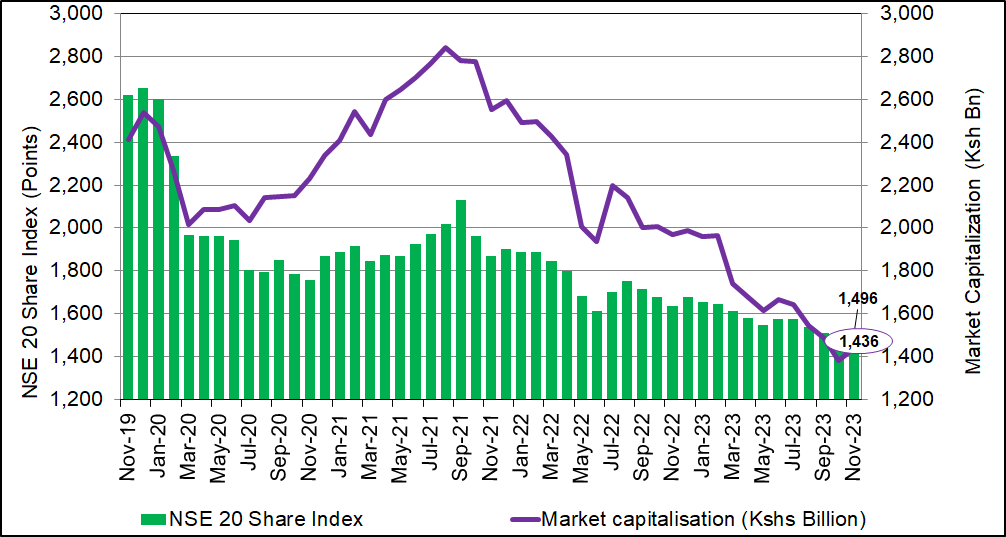 3,000
2,800
2,600
2,400
2,200
2,000
1,800
1,600
1,400
1,200
NSE 20 Share Index (Points)
3,000
2,800
2,600
2,400
2,200
2,000
1,800
1,600
1,400
1,200
Market Capitalization (Ksh Bn)
1,496
1,436
Nov-19
Jan-20
Mar-20
May-20
Jul-20
Sep-20
Nov-20
Jan-21
Mar-21
May-21
Jul-21
Sep-21
Nov-21
Jan-22
Mar-22
May-22
Jul-22
Sep-22
Nov-22
Jan-23
Mar-23
May-23
Jul-23
Sep-23
Nov-23
NSE 20 Share Index
Market capitalisation (Kshs Billion)